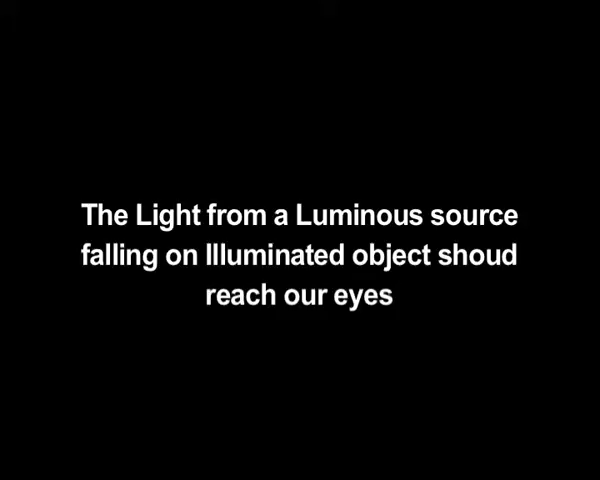 The Light from a Luminous source
falling on Illuminated object shoud
reach our eyes